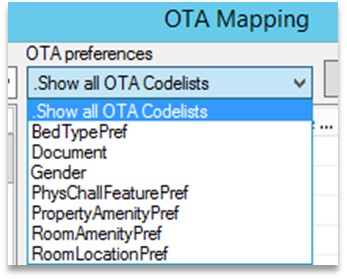 OTA Mapping
OTA preferences
.Show all OTA Codelists
.Show all OTA Codelists
BedTypePref
Document
Gender
PhysChallFeaturePref
PropertyAmenityPref
RoomAmenityPref
RoomLocationPref